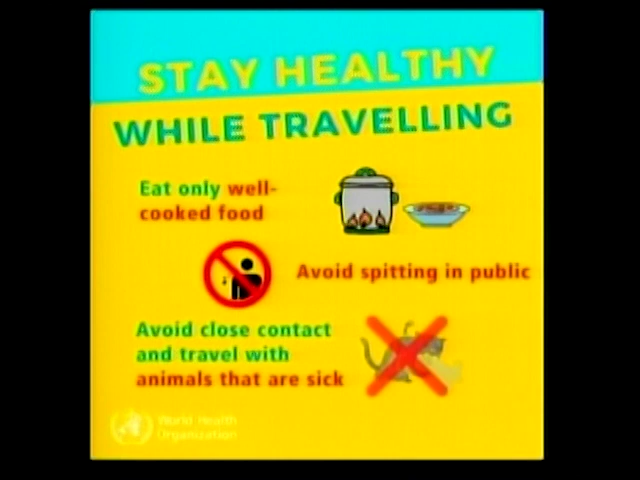 STAY HEALTHY
WHILE TRAVELLING
Eat only well-
cooked food
Avoid spitting in public
Avoid close contact
and travel with
animals that are sick
World Health
Organization